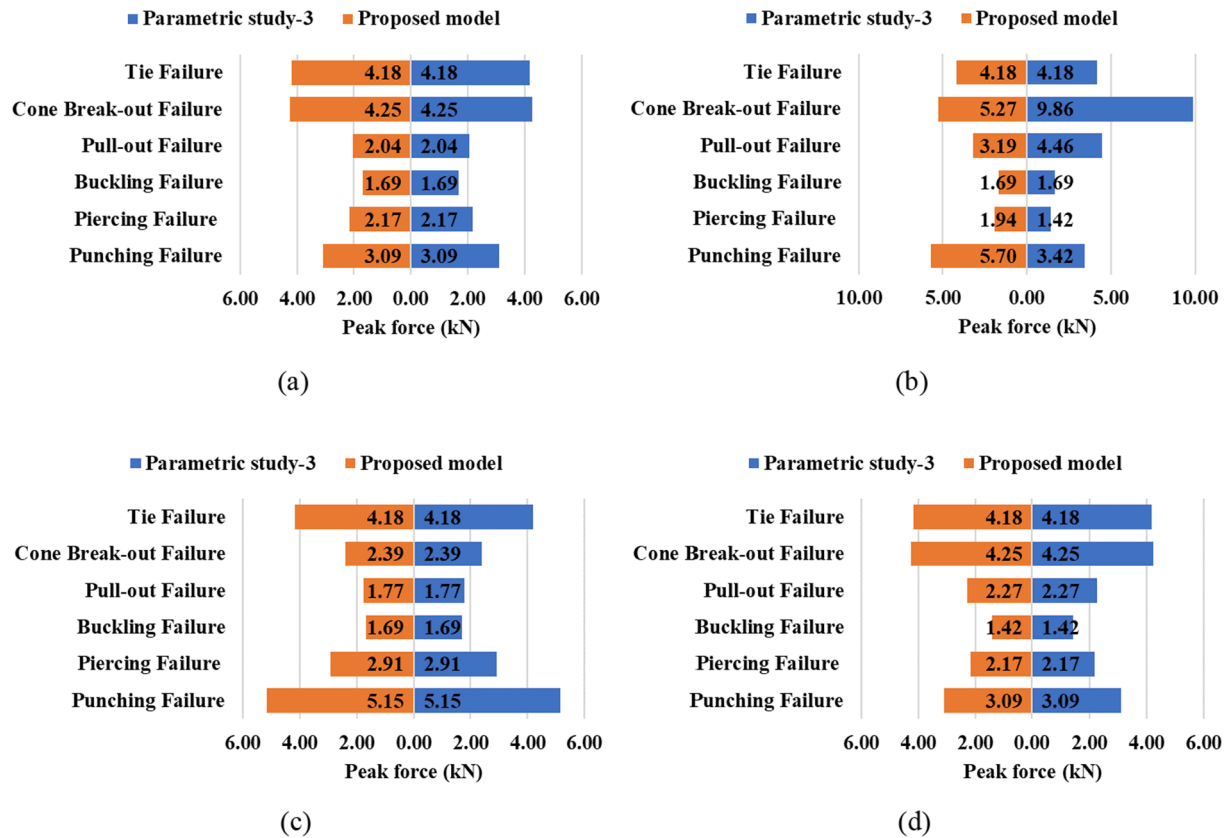 Parametric study-3 Proposed model
Tie Failure 4.18 4.18
Cone Break-out Failure 4.25 4.25
Pull-out Failure 2.04 2.04
Buckling Failure 1.69 1.69
Piercing Failure 2.17 2.17
Punching Failure 3.09 3.09
6.00 4.00 2.00 0.00 2.00 4.00 6.00
Peak force (kN)
(a)
Parametric study-3 Proposed model
Tie Failure 4.18 4.18
Cone Break-out Failure 5.27 9.86
Pull-out Failure 3.19 4.46
Buckling Failure 1.69 1.69
Piercing Failure 1.94 1.42
Punching Failure 5.70 3.42
10.00 5.00 0.00 5.00 10.00
Peak force (kN)
(b)
Parametric study-3 Proposed model
Tie Failure 4.18 4.18
Cone Break-out Failure 2.39 2.39
Pull-out Failure 1.77 1.77
Buckling Failure 1.69 1.69
Piercing Failure 2.91 2.91
Punching Failure 5.15 5.15
6.00 4.00 2.00 0.00 2.00 4.00 6.00
Peak force (kN)
(c)
Parametric study-3 Proposed model
Tie Failure 4.18 4.18
Cone Break-out Failure 4.25 4.25
Pull-out Failure 2.27 2.27
Buckling Failure 1.42 1.42
Piercing Failure 2.17 2.17
Punching Failure 3.09 3.09
6.00 4.00 2.00 0.00 2.00 4.00 6.00
Peak force (kN)
(d)